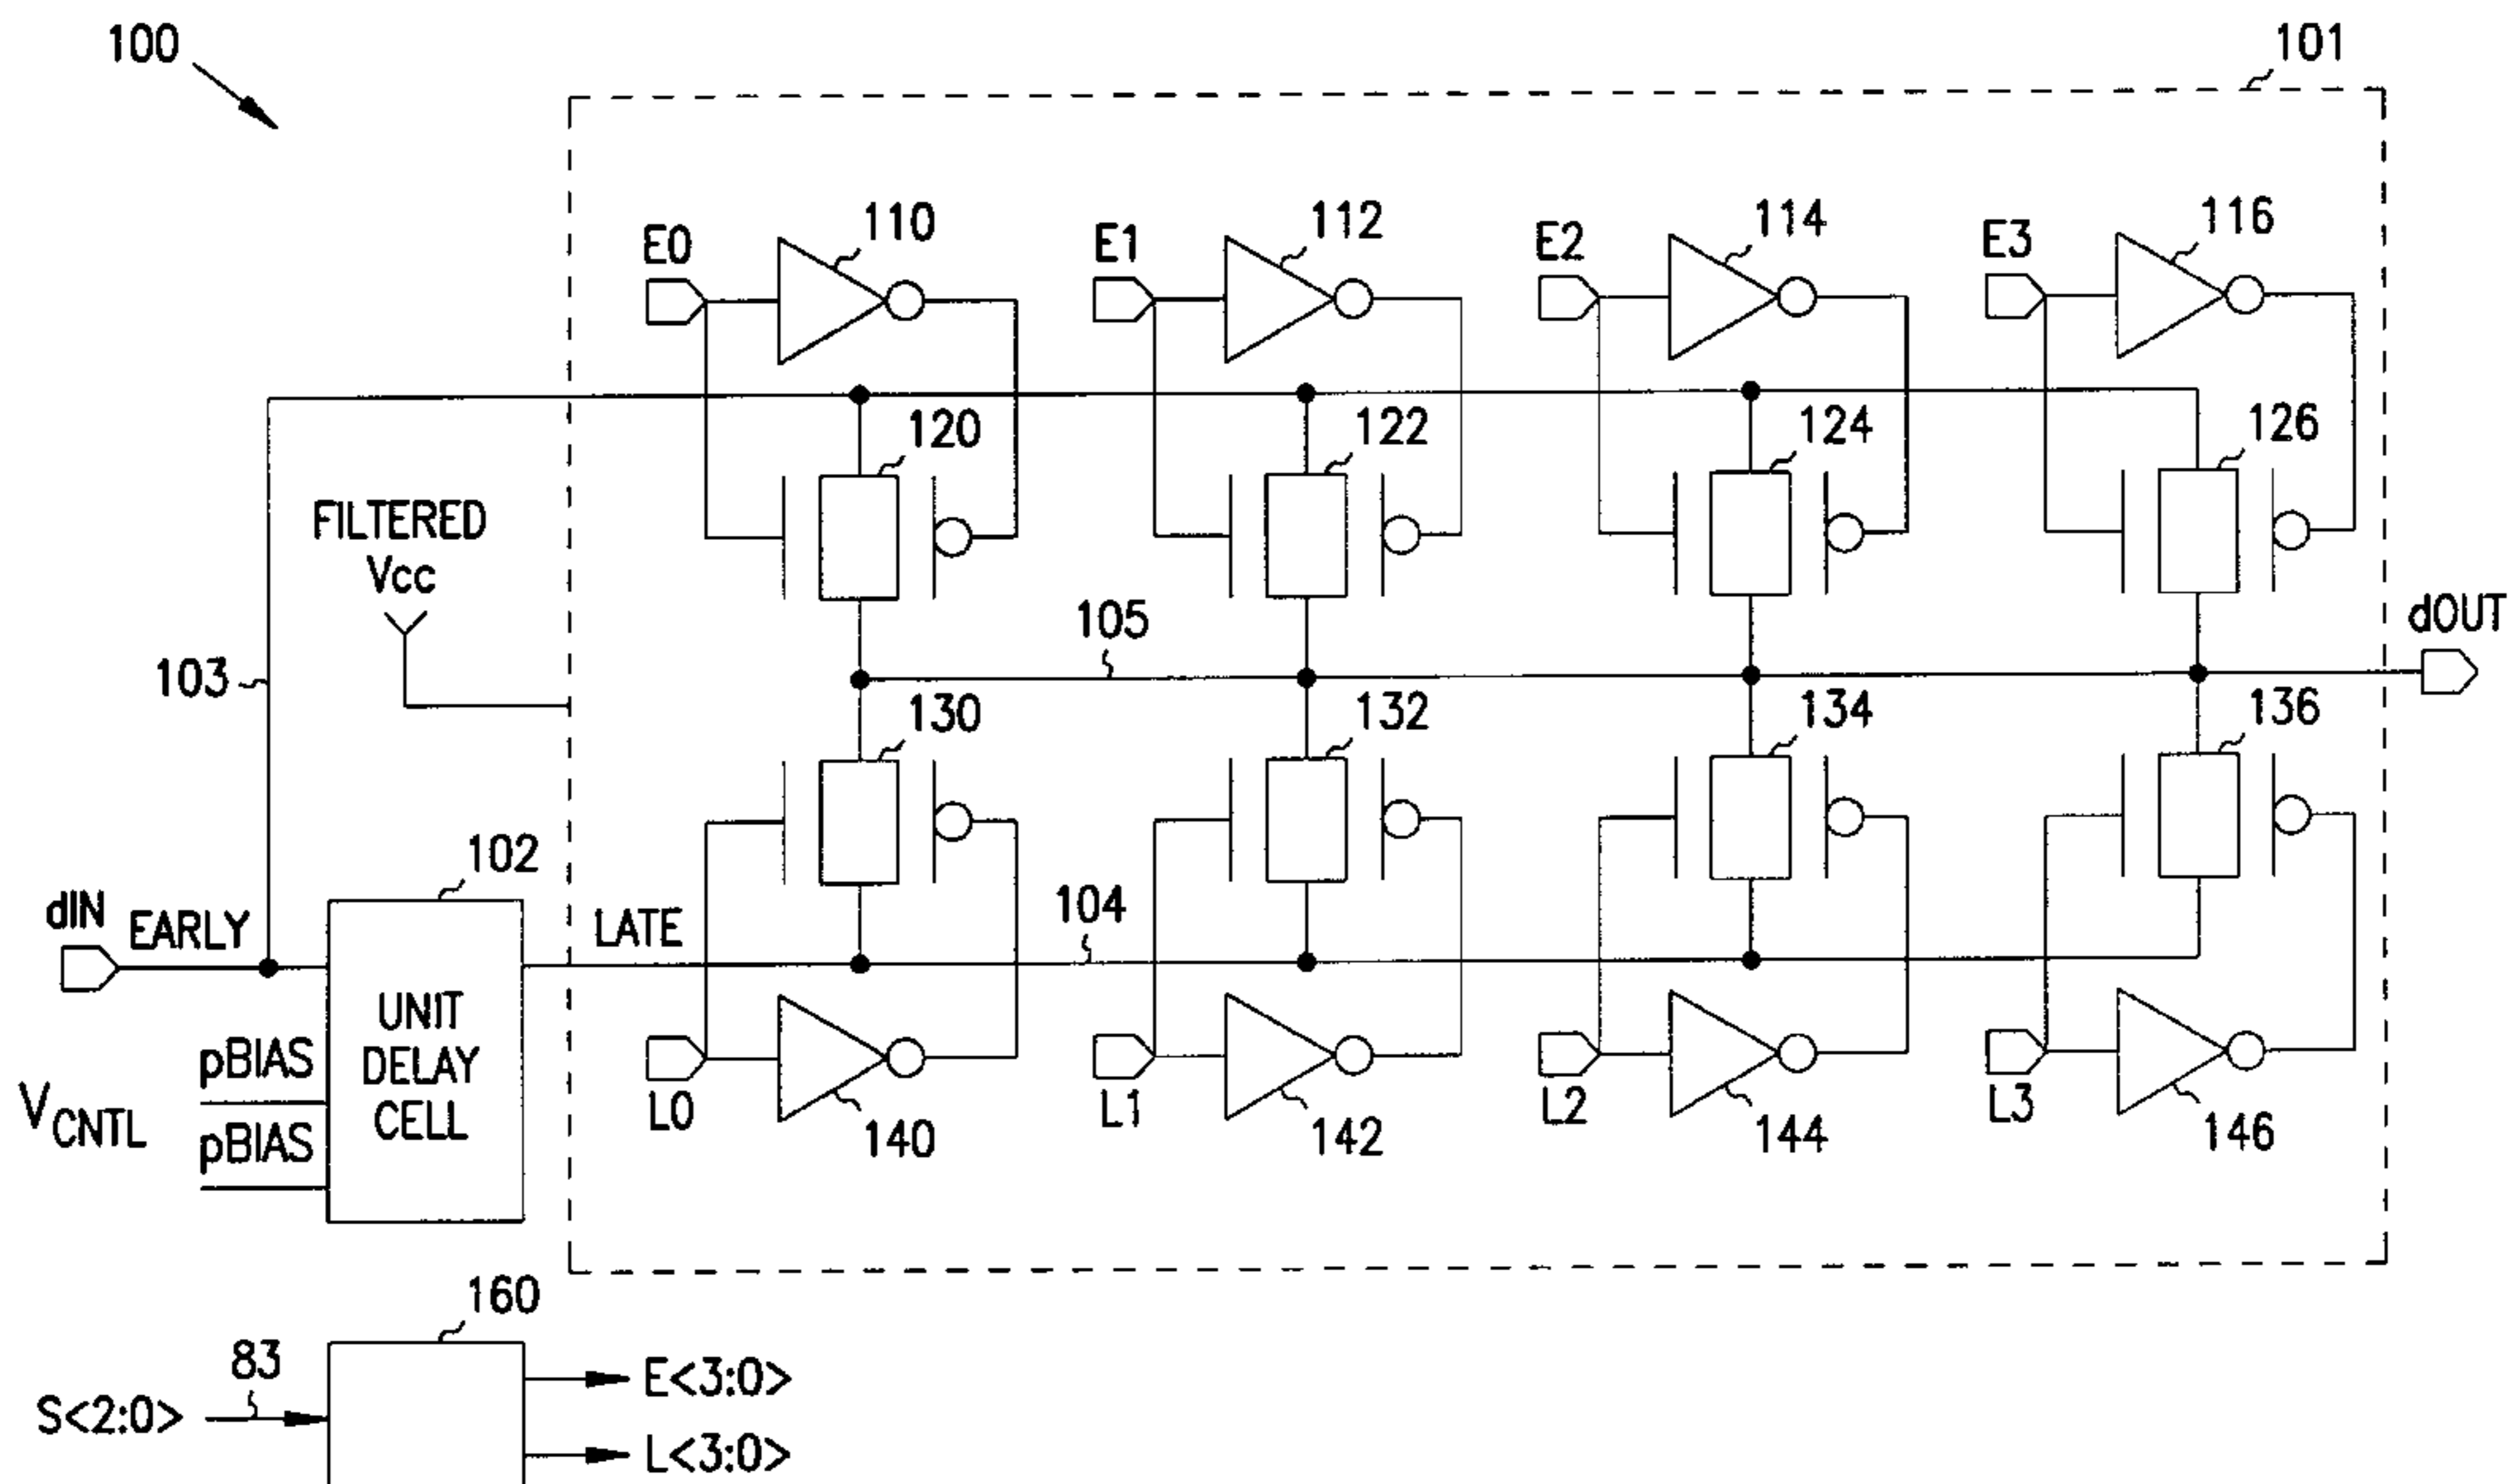 100
101
E0
110
E1
112
E2
114
E3
116
120
122
124
126
FILTERED
Vcc
105
dOUT
103
130
132
134
136
102
dIN
EARLY
LATE
104
UNIT
DELAY
CELL
pBIAS
VCNTL
pBIAS
L0
140
L1
142
L2
144
L3
146
160
83
S<2:0>
E<3:0>
L<3:0>